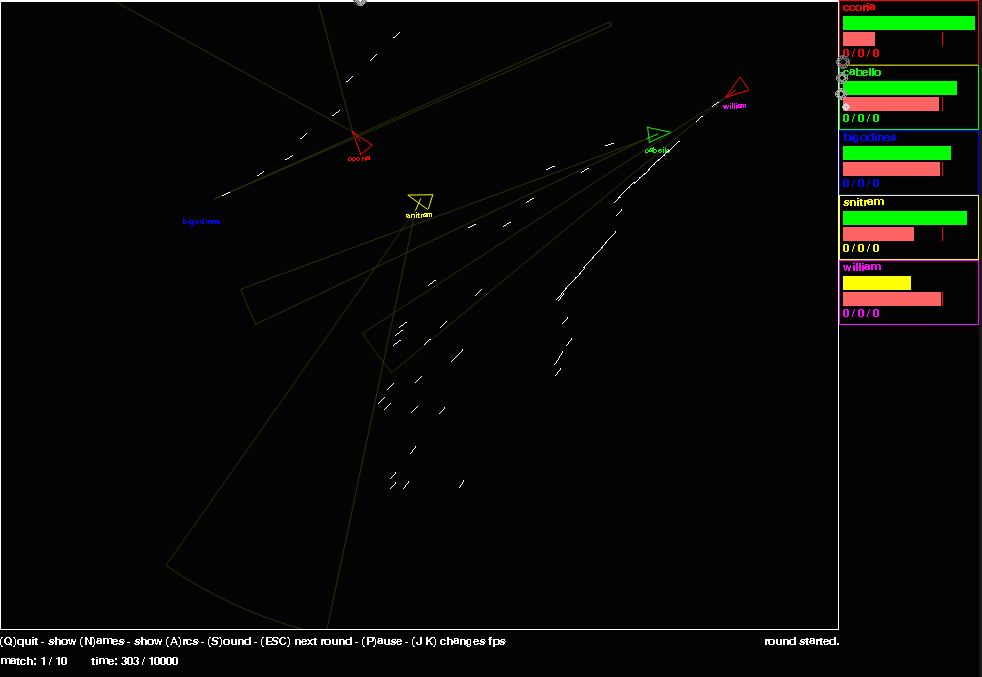 ccoria
0 / 0 / 0
cabello
0 / 0 / 0
bigodines
0 / 0 / 0
snitram
0 / 0 / 0
william
0 / 0 / 0
william
cabello
ccoria
snitram
bigodines
(Q)quit - show (N)ames - show (A)rcs - (S)ound - (ESC) next round - (P)ause - (J K) changes fps
round started.
match: 1 / 10 time: 303 / 10000